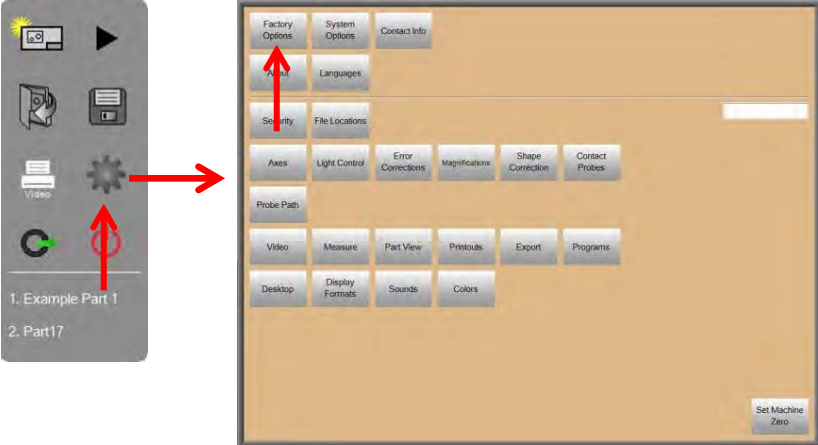 Video
1. Example Part 1
2. Part17
Factory
Options
System
Options
Contact Info
About
Languages
Security
File Locations
Axes
Light Control
Error
Corrections
Magnifications
Shape
Correction
Contact
Probes
Probe Path
Video
Measure
Part View
Printouts
Export
Programs
Desktop
Display
Formats
Sounds
Colors
Set Machine
Zero